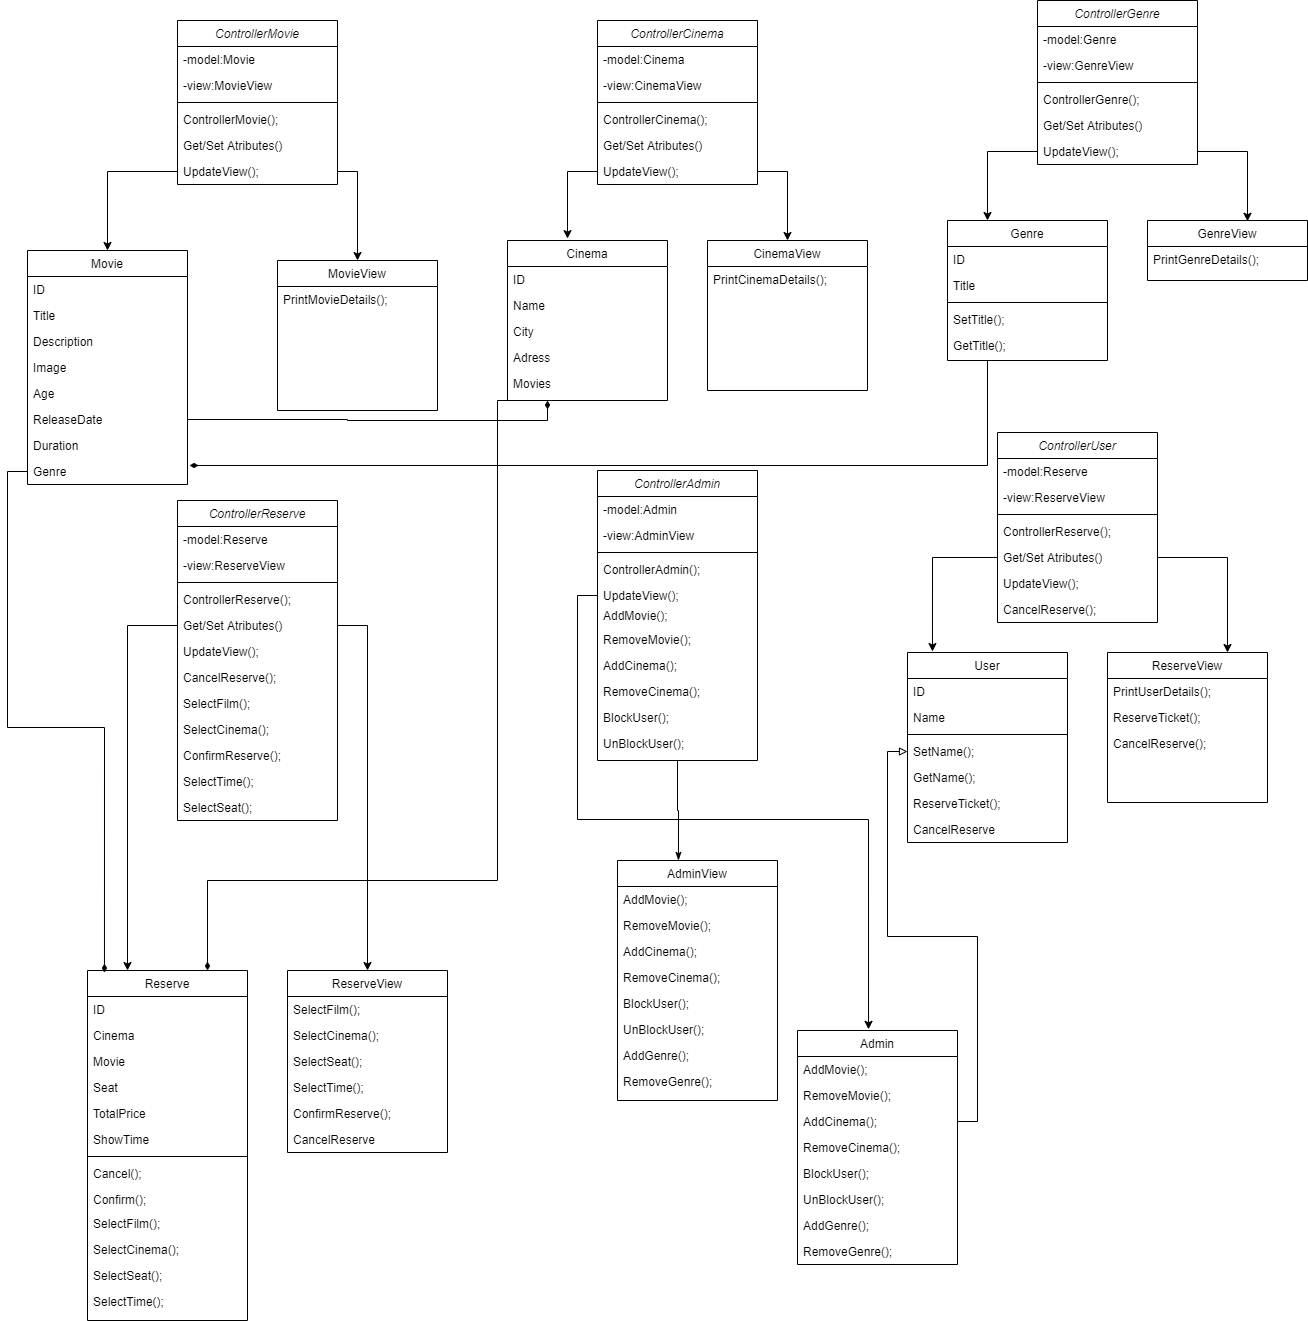 ControllerMovie
-model:Movie
-view:MovieView
ControllerMovie();
Get/Set Atributes()
UpdateView();
ControllerCinema
-model:Cinema
-view:CinemaView
ControllerCinema();
Get/Set Atributes()
UpdateView();
ControllerGenre
-model:Genre
-view:GenreView
ControllerGenre();
Get/Set Atributes()
UpdateView();
Movie
ID
Title
Description
Image
Age
ReleaseDate
Duration
Genre
MovieView
PrintMovieDetails();
Cinema
ID
Name
City
Adress
Movies
CinemaView
PrintCinemaDetails();
Genre
ID
Title
SetTitle();
GetTitle();
GenreView
PrintGenreDetails();
ControllerReserve
-model:Reserve
-view:ReserveView
ControllerReserve();
Get/Set Atributes()
UpdateView();
CancelReserve();
SelectFilm();
SelectCinema();
ConfirmReserve();
SelectTime();
SelectSeat();
ControllerAdmin
-model:Admin
-view:AdminView
ControllerAdmin();
UpdateView();
AddMovie();
RemoveMovie();
AddCinema();
RemoveCinema();
BlockUser();
UnBlockUser();
ControllerUser
-model:Reserve
-view:ReserveView
ControllerReserve();
Get/Set Atributes()
UpdateView();
CancelReserve();
User
ID
Name
SetName();
GetName();
ReserveTicket();
CancelReserve
ReserveView
PrintUserDetails();
ReserveTicket();
CancelReserve();
Reserve
ID
Cinema
Movie
Seat
TotalPrice
ShowTime
Cancel();
Confirm();
SelectFilm();
SelectCinema();
SelectSeat();
SelectTime();
ReserveView
SelectFilm();
SelectCinema();
SelectSeat();
SelectTime();
ConfirmReserve();
CancelReserve
AdminView
AddMovie();
RemoveMovie();
AddCinema();
RemoveCinema();
BlockUser();
UnBlockUser();
AddGenre();
RemoveGenre();
Admin
AddMovie();
RemoveMovie();
AddCinema();
RemoveCinema();
BlockUser();
UnBlockUser();
AddGenre();
RemoveGenre();